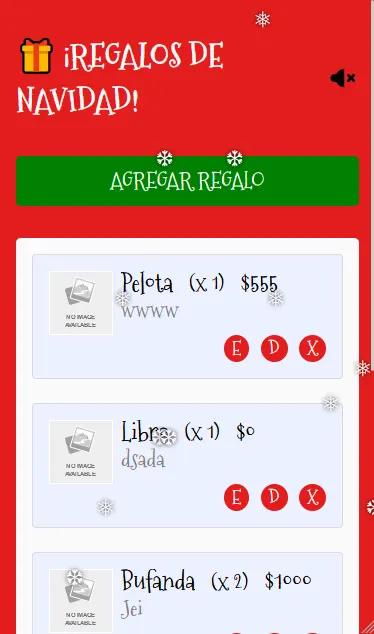 ¡REGALOS DE
NAVIDAD!
AGREGAR REGALO
Pelota (x 1) $555
wwww
NO IMAGE
AVAILABLE
E D X
Libro (x 1) $0
dsada
NO IMAGE
AVAILABLE
E D X
Bufanda (x 2) $1000
Jei
NO IMAGE
AVAILABLE